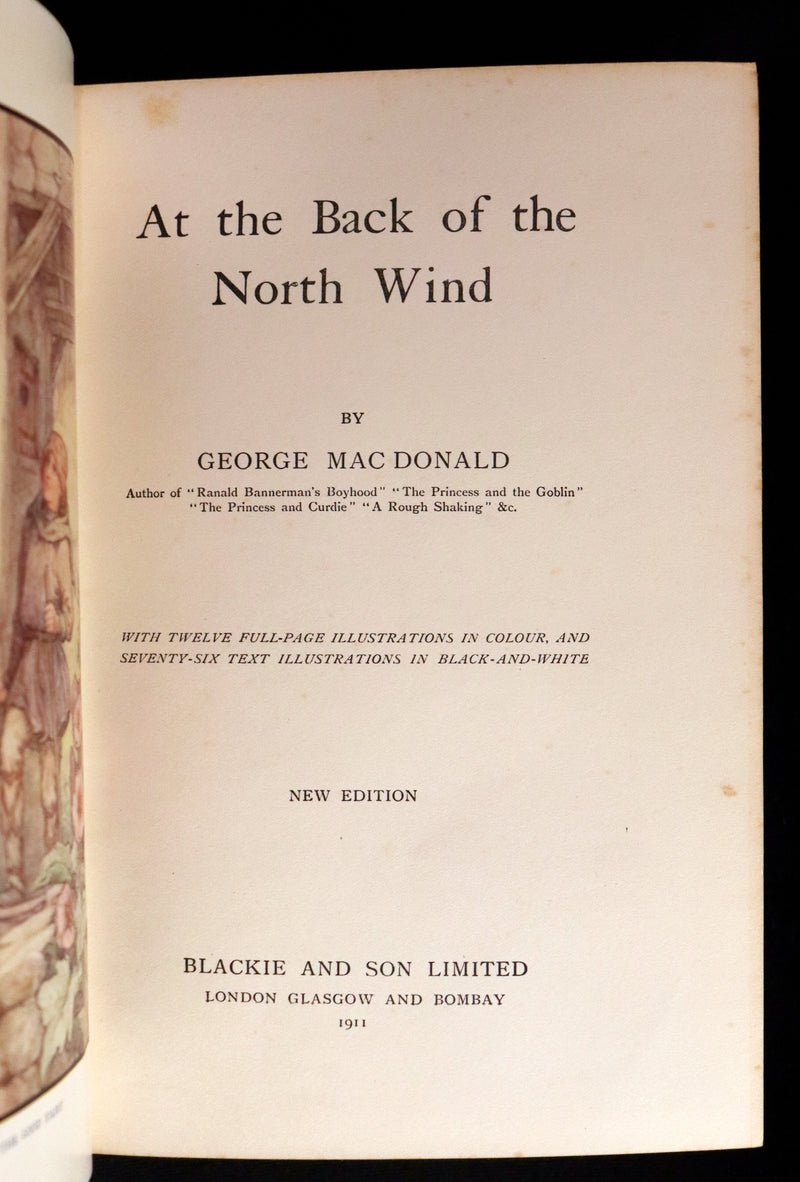 At the Back of the
North Wind
BY
GEORGE MAC DONALD
Author of "Ranald Bannerman's Boyhood" "The Princess and the Goblin"
"The Princess and Curdie" "A Rough Shaking" &c.
WITH TWELVE FULL-PAGE ILLUSTRATIONS IN COLOUR, AND
SEVENTY-SIX TEXT ILLUSTRATIONS IN BLACK-AND-WHITE
NEW EDITION
BLACKIE AND SON LIMITED
LONDON GLASGOW AND BOMBAY
1911